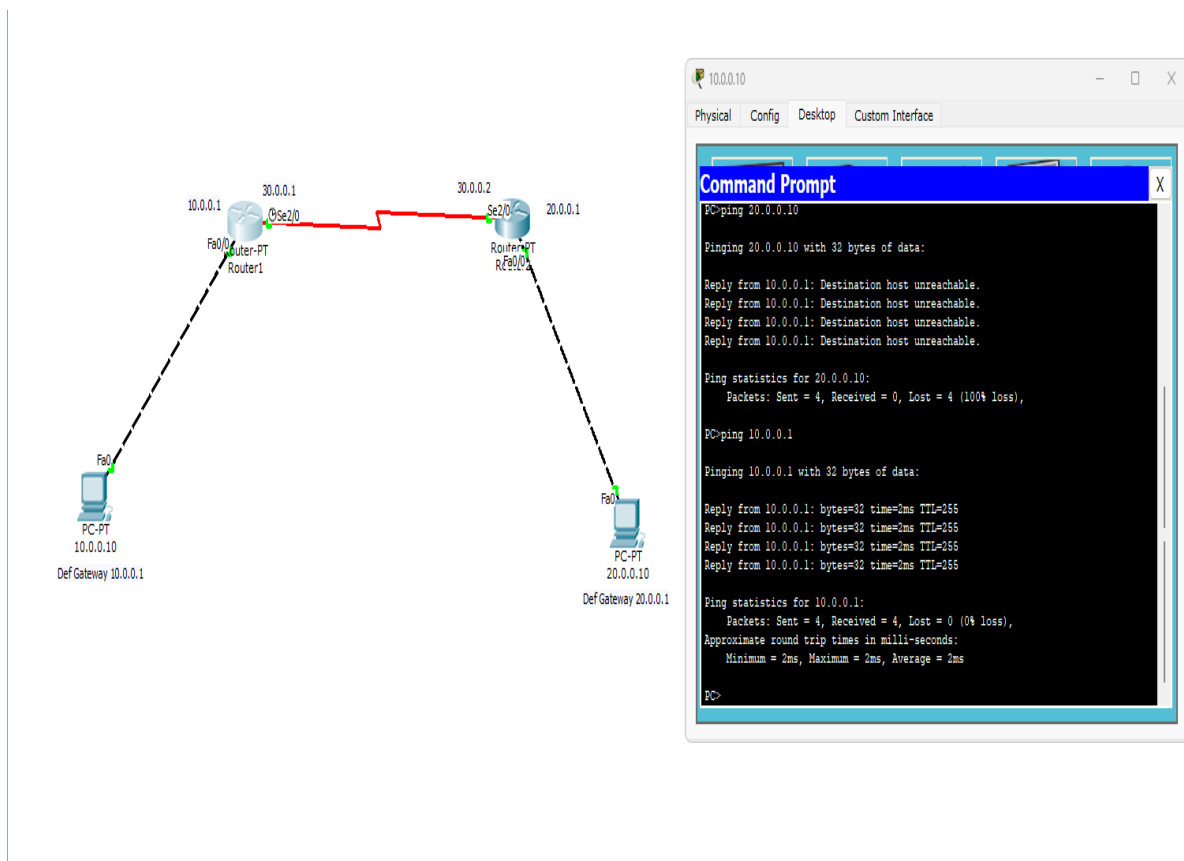 30.0.0.1
10.0.0.1
Se2/0
Fa0/0
Router-PT
Router1
30.0.0.2
Se2/0
20.0.0.1
Router-PT
Fa0/0
Fa0
PC-PT
10.0.0.10
Def Gateway 10.0.0.1
Fa0
PC-PT
20.0.0.10
Def Gateway 20.0.0.1
10.0.0.10
Physical Config Desktop Custom Interface
Command Prompt X
PC>ping 20.0.0.10
Pinging 20.0.0.10 with 32 bytes of data:
Reply from 10.0.0.1: Destination host unreachable.
Reply from 10.0.0.1: Destination host unreachable.
Reply from 10.0.0.1: Destination host unreachable.
Reply from 10.0.0.1: Destination host unreachable.
Ping statistics for 20.0.0.10:
Packets: Sent = 4, Received = 0, Lost = 4 (100% loss),
PC>ping 10.0.0.1
Pinging 10.0.0.1 with 32 bytes of data:
Reply from 10.0.0.1: bytes=32 time=2ms TTL=255
Reply from 10.0.0.1: bytes=32 time=2ms TTL=255
Reply from 10.0.0.1: bytes=32 time=2ms TTL=255
Reply from 10.0.0.1: bytes=32 time=2ms TTL=255
Ping statistics for 10.0.0.1:
Packets: Sent = 4, Received = 4, Lost = 0 (0% loss),
Approximate round trip times in milli-seconds:
Minimum = 2ms, Maximum = 2ms, Average = 2ms
PC>